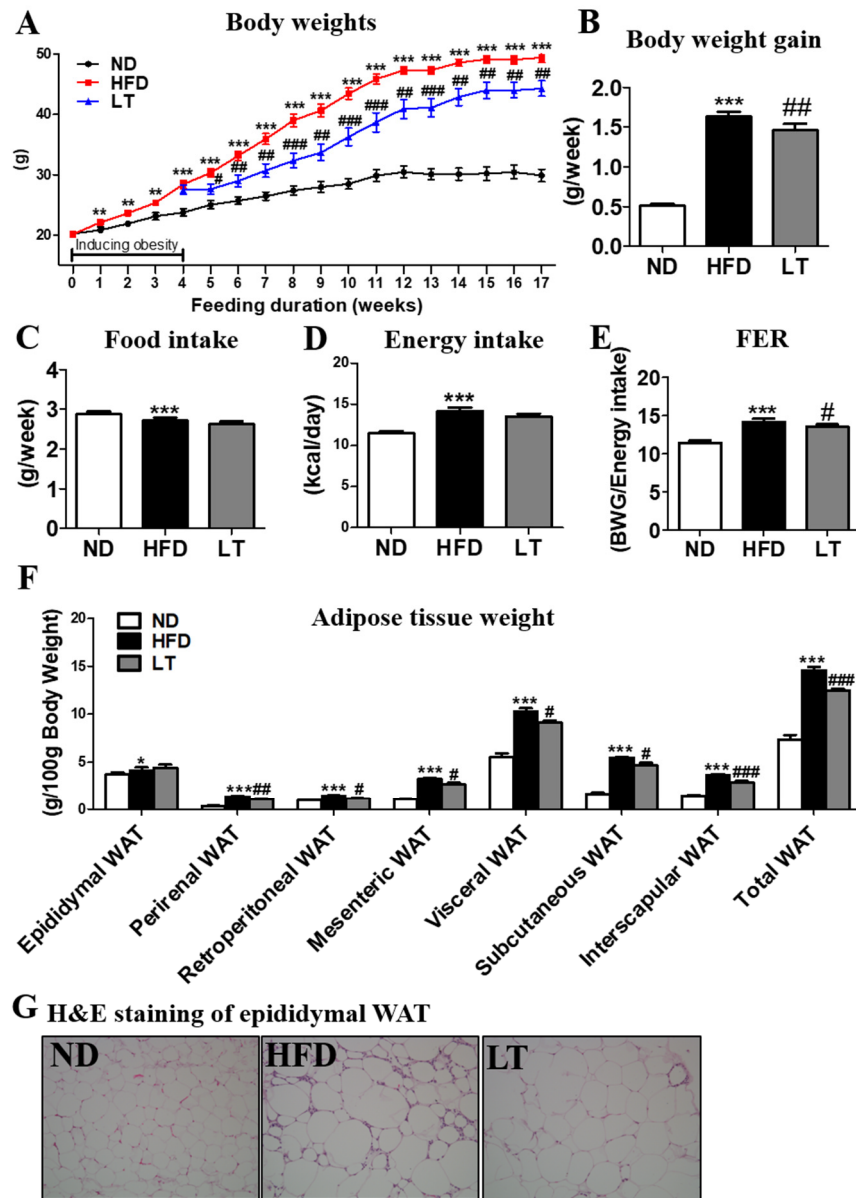 A Body weights
ND
HFD
LT
50
40
30
20
(g)
** ** ** *** *** *** *** *** *** *** *** *** *** *** *** *** ***
# ## ## ### ## ### ### ## ### ## ## ## ##
Inducing obesity
0 1 2 3 4 5 6 7 8 9 10 11 12 13 14 15 16 17
Feeding duration (weeks)
B Body weight gain
(g/week)
2.0
1.5
1.0
0.5
0.0
*** ##
ND HFD LT
C Food intake
(g/week)
4
3
2
1
0
***
ND HFD LT
D Energy intake
(kcal/day)
20
15
10
5
0
***
ND HFD LT
E FER
(BWG/Energy intake)
20
15
10
5
0
*** #
ND HFD LT
F
Adipose tissue weight
ND
HFD
LT
(g/100g Body Weight)
20
15
10
5
0
* *** ## *** # *** # *** # *** # *** ### *** ###
Epididymal WAT
Perirenal WAT
Retroperitoneal WAT
Mesenteric WAT
Visceral WAT
Subcutaneous WAT
Interscapular WAT
Total WAT
G H&E staining of epididymal WAT
ND HFD LT